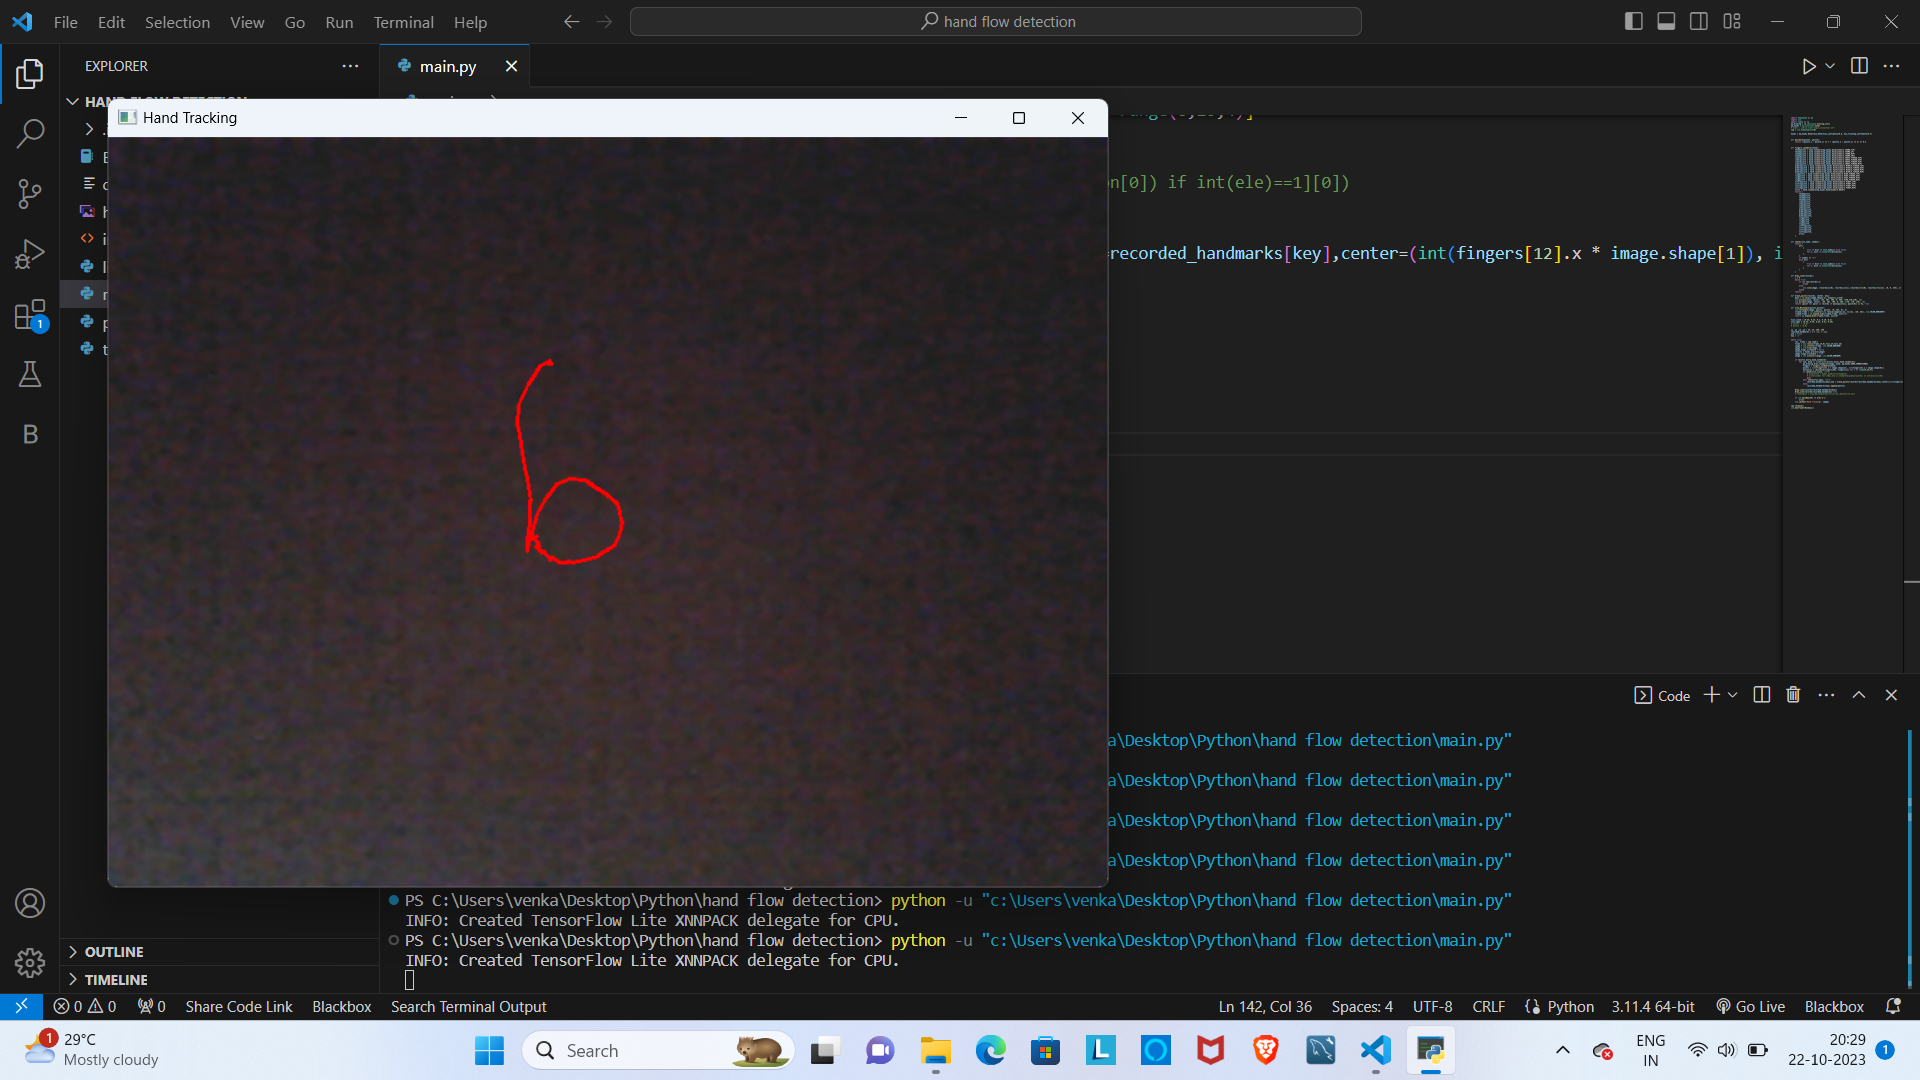 File Edit Selection View Go Run Terminal Help
hand flow detection
EXPLORER
main.py
Hand Tracking
n[0]) if int(ele)==1][0])
recorded_handmarks[key],center=(int(fingers[12].x * image.shape[1]), i
6
Code
a\Desktop\Python\hand flow detection\main.py"
a\Desktop\Python\hand flow detection\main.py"
a\Desktop\Python\hand flow detection\main.py"
a\Desktop\Python\hand flow detection\main.py"
PS C:\Users\venka\Desktop\Python\hand flow detection> python -u "c:\Users\venka\Desktop\Python\hand flow detection\main.py"
INFO: Created TensorFlow Lite XNNPACK delegate for CPU.
PS C:\Users\venka\Desktop\Python\hand flow detection> python -u "c:\Users\venka\Desktop\Python\hand flow detection\main.py"
INFO: Created TensorFlow Lite XNNPACK delegate for CPU.
OUTLINE
TIMELINE
0 0 0 Share Code Link Blackbox Search Terminal Output Ln 142, Col 36 Spaces: 4 UTF-8 CRLF Python 3.11.4 64-bit Go Live Blackbox
1 29°C
Mostly cloudy
Search
ENG
IN
20:29
22-10-2023
1